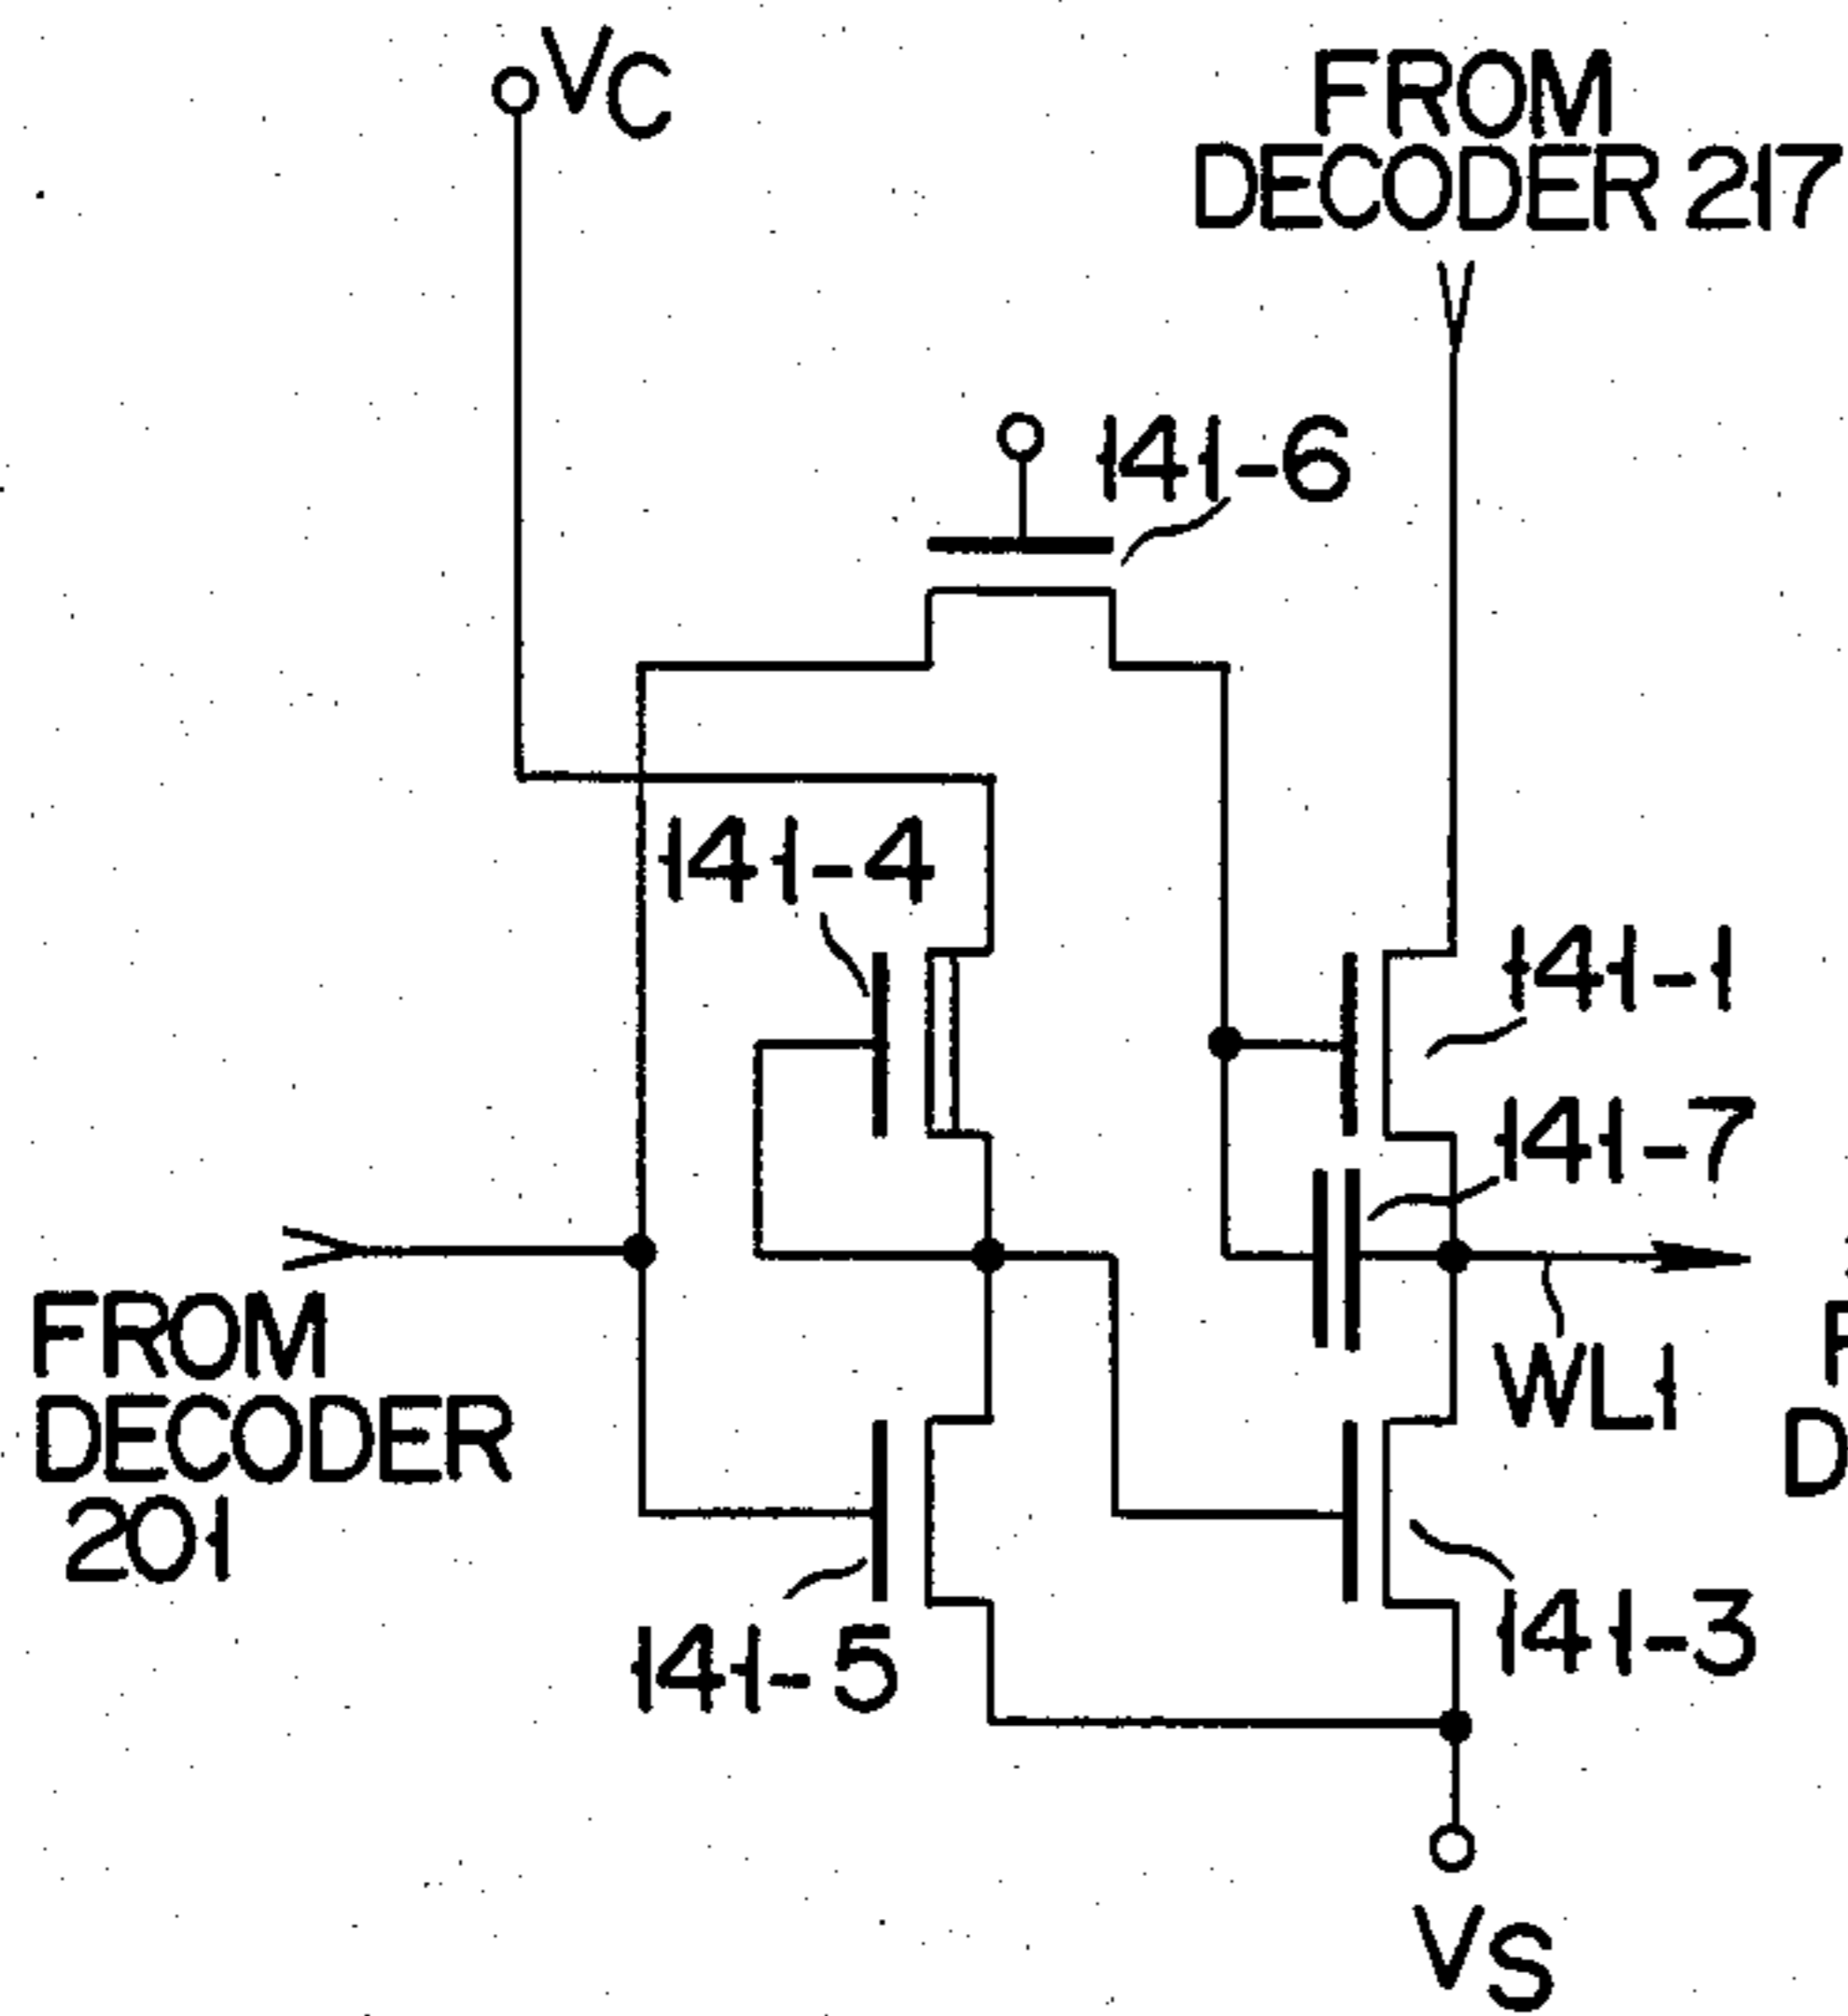 VC
FROM
DECODER 217
141-6
141-4
141-1
141-7
FROM
DECODER
201
WL1
141-5
141-3
VS